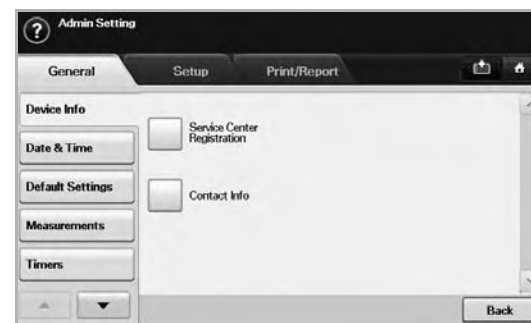 ? Admin Setting
General Setup Print/Report
Device Info
Date & Time
Default Settings
Measurements
Timers
Service Center
Registration
Contact Info
Back